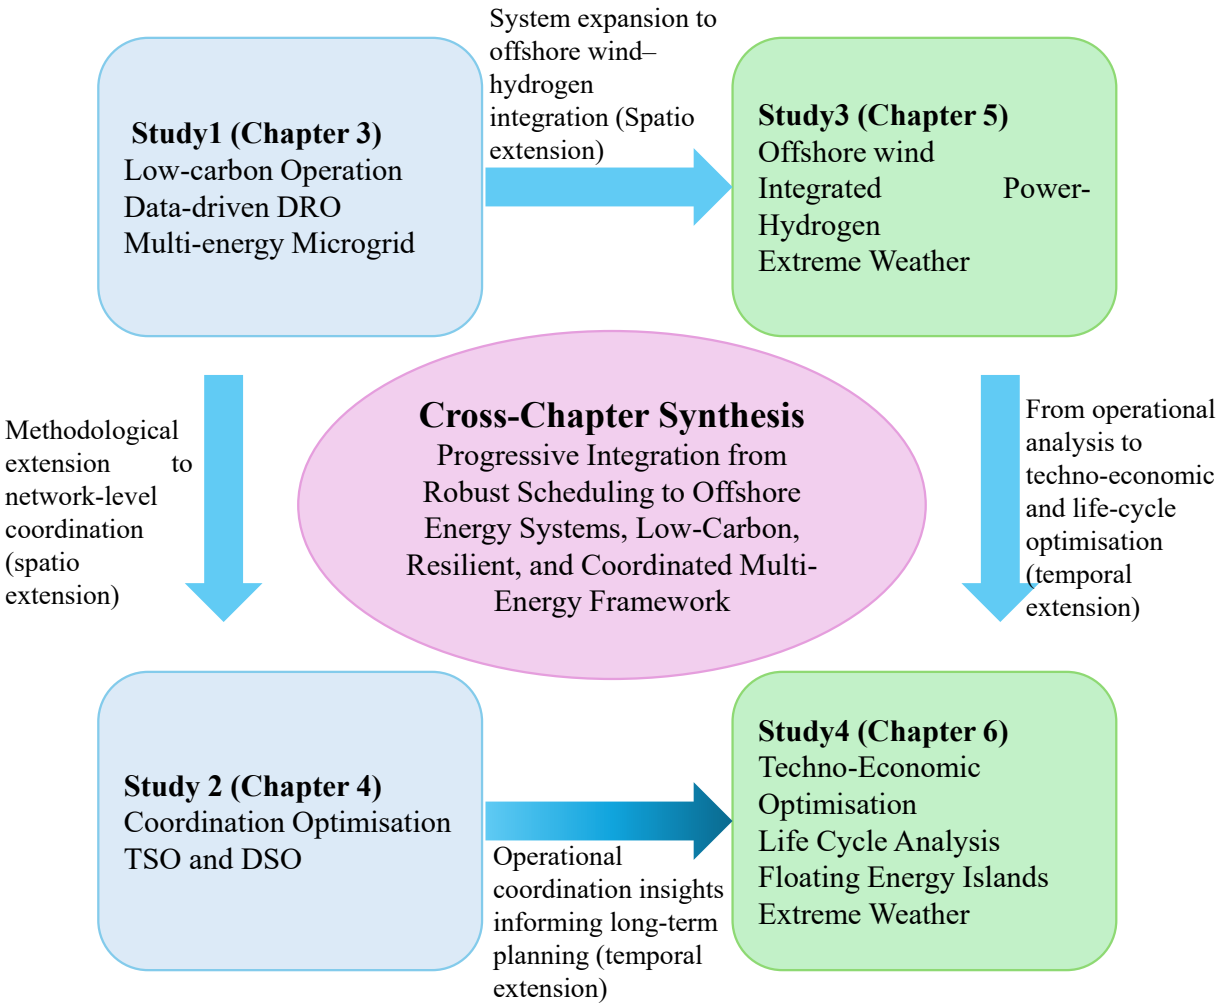 Study1 (Chapter 3)
Low-carbon Operation
Data-driven DRO
Multi-energy Microgrid
System expansion to
offshore wind–
hydrogen
integration (Spatio
extension)
Study3 (Chapter 5)
Offshore wind
Integrated Power-
Hydrogen
Extreme Weather
Methodological
extension to
network-level
coordination
(spatio
extension)
Cross-Chapter Synthesis
Progressive Integration from
Robust Scheduling to Offshore
Energy Systems, Low-Carbon,
Resilient, and Coordinated Multi-
Energy Framework
From operational
analysis to
techno-economic
and life-cycle
optimisation
(temporal
extension)
Study 2 (Chapter 4)
Coordination Optimisation
TSO and DSO
Operational
coordination insights
informing long-term
planning (temporal
extension)
Study4 (Chapter 6)
Techno-Economic
Optimisation
Life Cycle Analysis
Floating Energy Islands
Extreme Weather